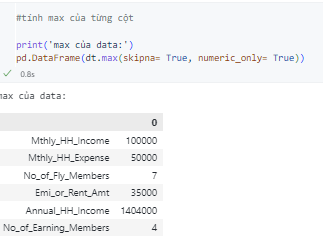 #tính max của từng cột
print('max của data:')
pd.DataFrame(dt.max(skipna= True, numeric_only= True))
✓ 0.8s
max của data:
0
Mthly_HH_Income 100000
Mthly_HH_Expense 50000
No_of_Fly_Members 7
Emi_or_Rent_Amt 35000
Annual_HH_Income 1404000
No_of_Earning_Members 4